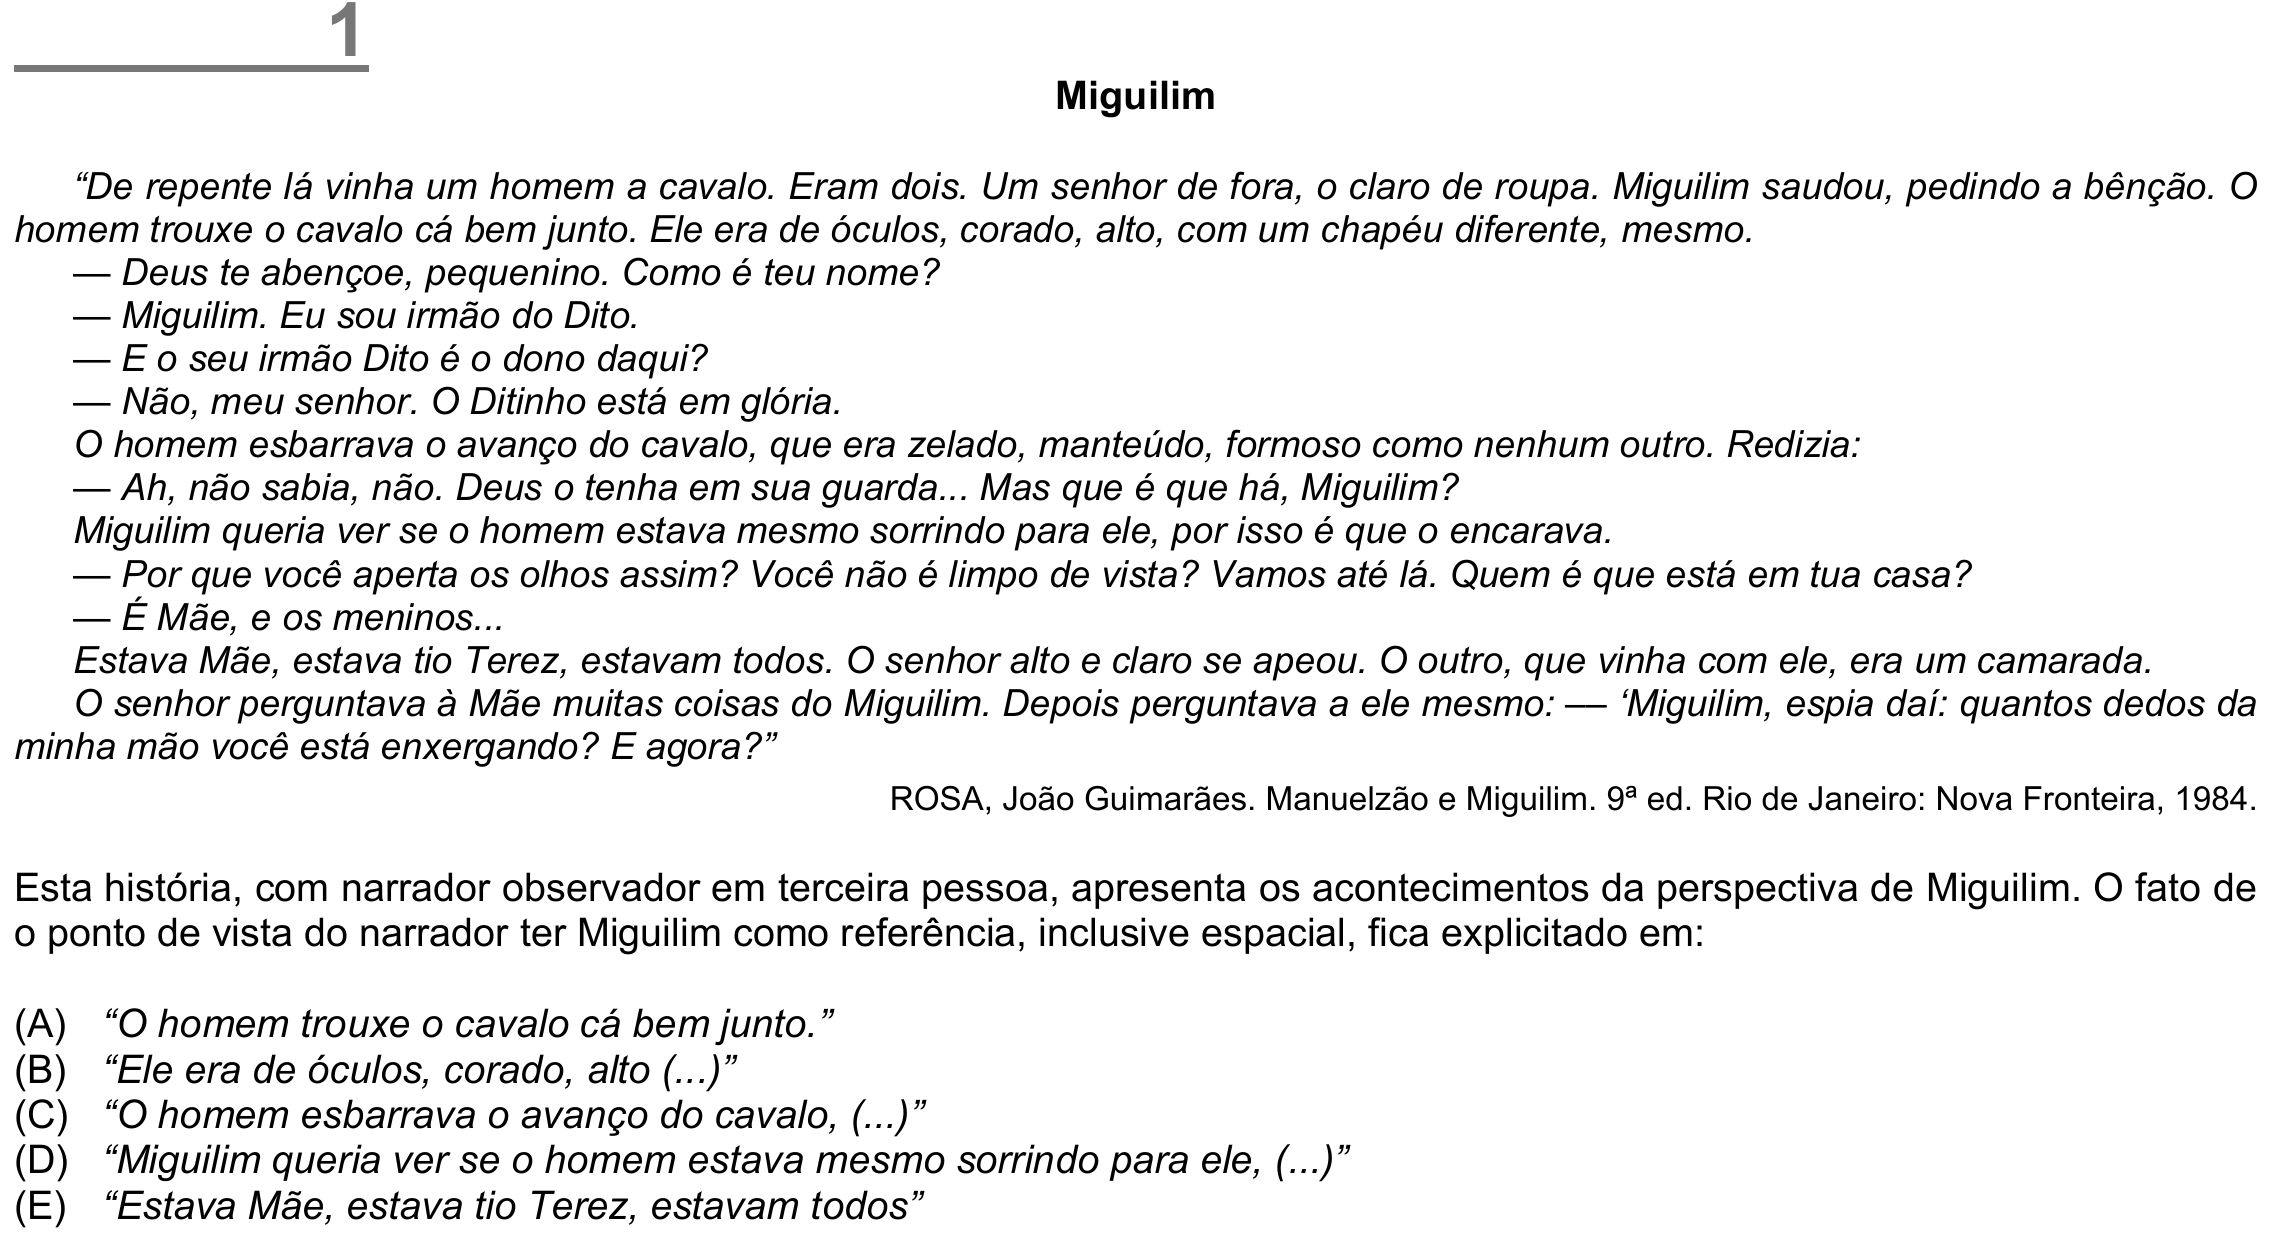 1
Miguilim
“De repente lá vinha um homem a cavalo. Eram dois. Um senhor de fora, o claro de roupa. Miguilim saudou, pedindo a bênção. O
homem trouxe o cavalo cá bem junto. Ele era de óculos, corado, alto, com um chapéu diferente, mesmo.
— Deus te abençoe, pequenino. Como é teu nome?
— Miguilim. Eu sou irmão do Dito.
— E o seu irmão Dito é o dono daqui?
— Não, meu senhor. O Ditinho está em glória.
O homem esbarrava o avanço do cavalo, que era zelado, manteúdo, formoso como nenhum outro. Redizia:
— Ah, não sabia, não. Deus o tenha em sua guarda... Mas que é que há, Miguilim?
Miguilim queria ver se o homem estava mesmo sorrindo para ele, por isso é que o encarava.
— Por que você aperta os olhos assim? Você não é limpo de vista? Vamos até lá. Quem é que está em tua casa?
— É Mãe, e os meninos...
Estava Mãe, estava tio Terez, estavam todos. O senhor alto e claro se apeou. O outro, que vinha com ele, era um camarada.
O senhor perguntava à Mãe muitas coisas do Miguilim. Depois perguntava a ele mesmo: — ‘Miguilim, espia daí: quantos dedos da
minha mão você está enxergando? E agora?”
ROSA, João Guimarães. Manuelzão e Miguilim. 9ª ed. Rio de Janeiro: Nova Fronteira, 1984.
Esta história, com narrador observador em terceira pessoa, apresenta os acontecimentos da perspectiva de Miguilim. O fato de
o ponto de vista do narrador ter Miguilim como referência, inclusive espacial, fica explicitado em:
(A) “O homem trouxe o cavalo cá bem junto.”
(B) “Ele era de óculos, corado, alto (...)”
(C) “O homem esbarrava o avanço do cavalo, (...)”
(D) “Miguilim queria ver se o homem estava mesmo sorrindo para ele, (...)”
(E) “Estava Mãe, estava tio Terez, estavam todos”